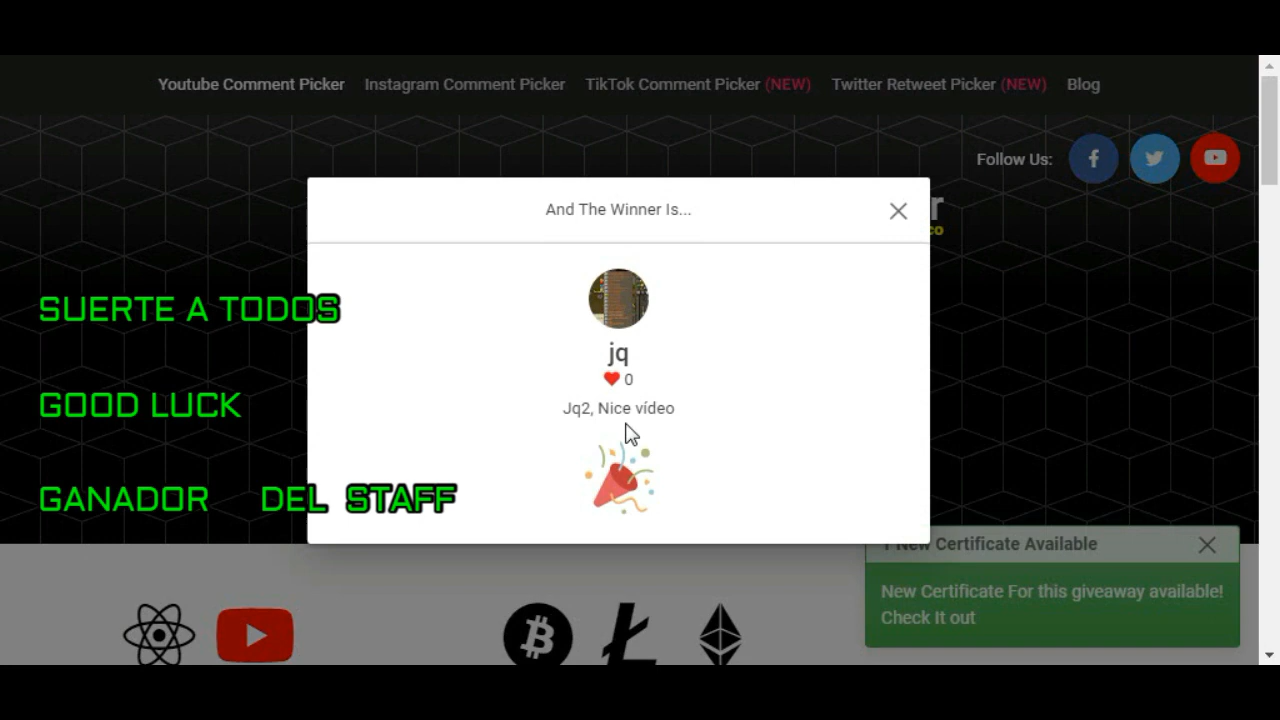 Youtube Comment Picker Instagram Comment Picker TikTok Comment Picker (NEW) Twitter Retweet Picker (NEW) Blog
Follow Us:
And The Winner Is...
r
co
jq
0
Jq2, Nice vídeo
SUERTE A TODOS
GOOD LUCK
GANADOR DEL STAFF
1 New Certificate Available
New Certificate For this giveaway available!
Check It out